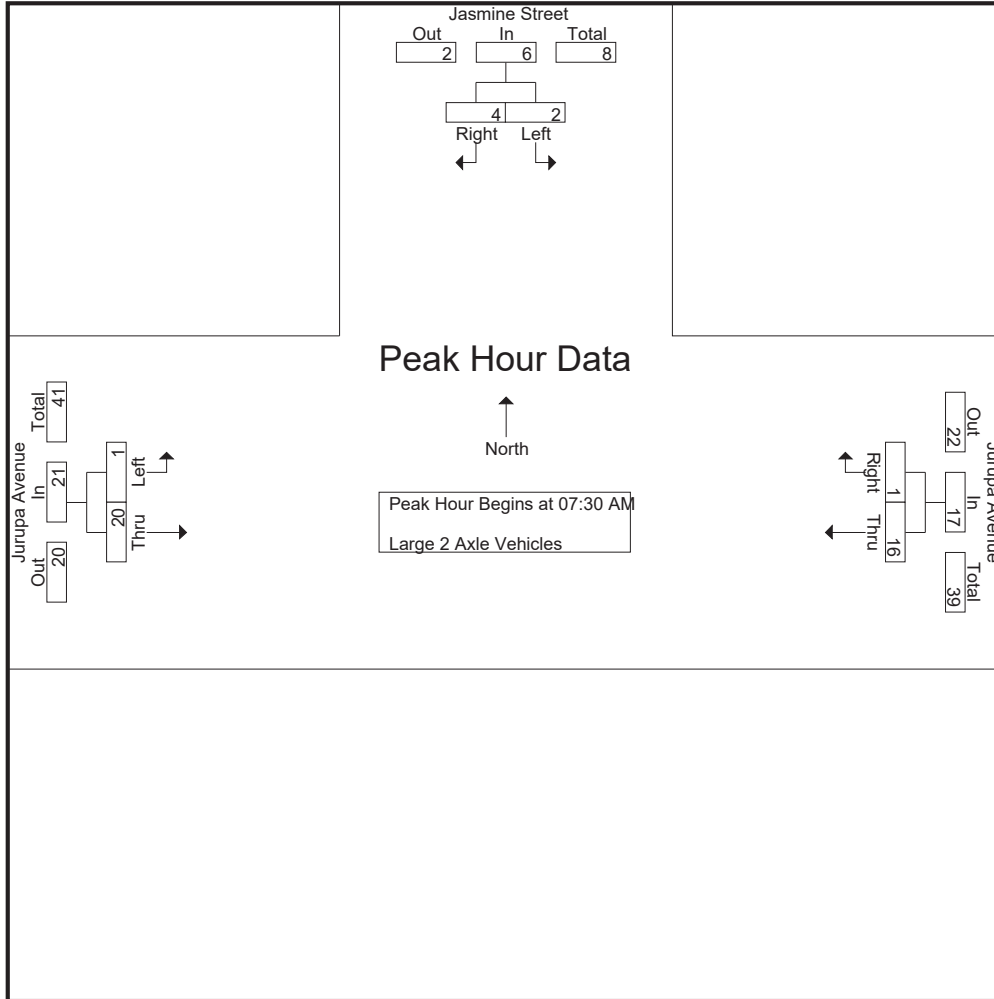 Jasmine Street
Out In Total
2 6 8
4 2
Right Left
Peak Hour Data
North
Peak Hour Begins at 07:30 AM
Large 2 Axle Vehicles
Jurupa Avenue
Out In Total
20 21 41
20 1
Thru Left
Jurupa Avenue
Out In Total
22 17 39
1 16
Right Thru